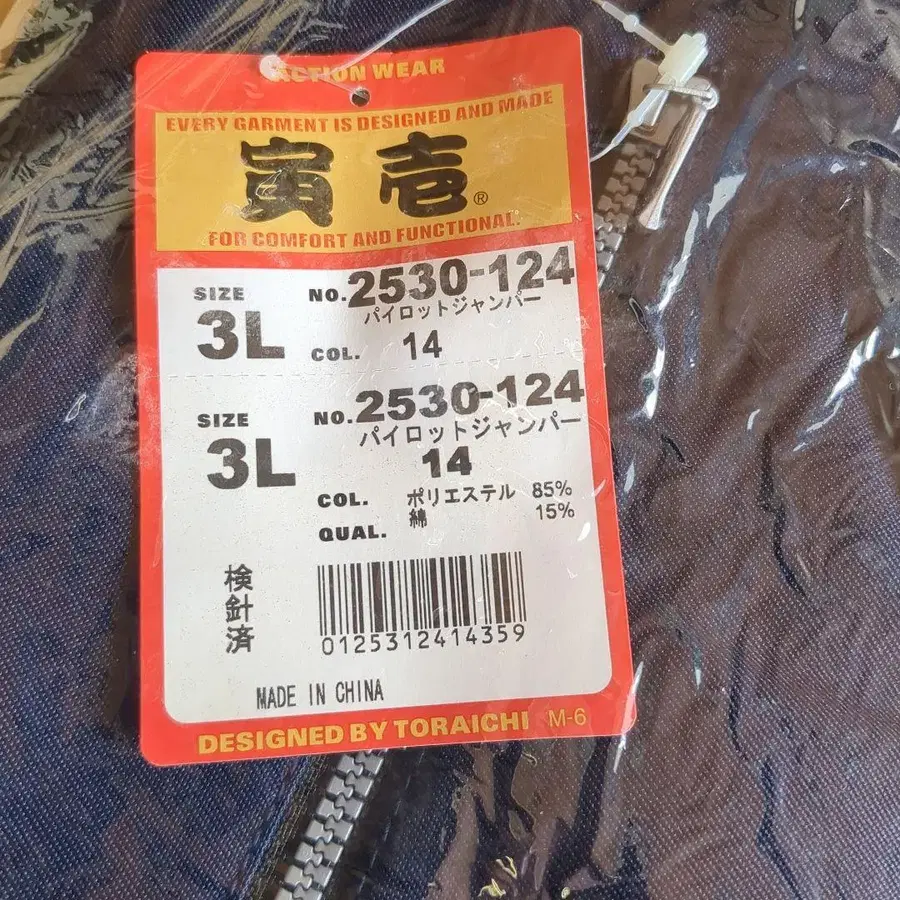 ACTION WEAR
EVERY GARMENT IS DESIGNED AND MADE
寅壱®
FOR COMFORT AND FUNCTIONAL.
SIZE NO. 2530-124
パイロットジャンパー
3L COL. 14
SIZE NO. 2530-124
パイロットジャンパー
3L 14
COL. ポリエステル 85%
QUAL. 綿 15%
検針済
0125312414359
MADE IN CHINA
DESIGNED BY TORAICHI M-6